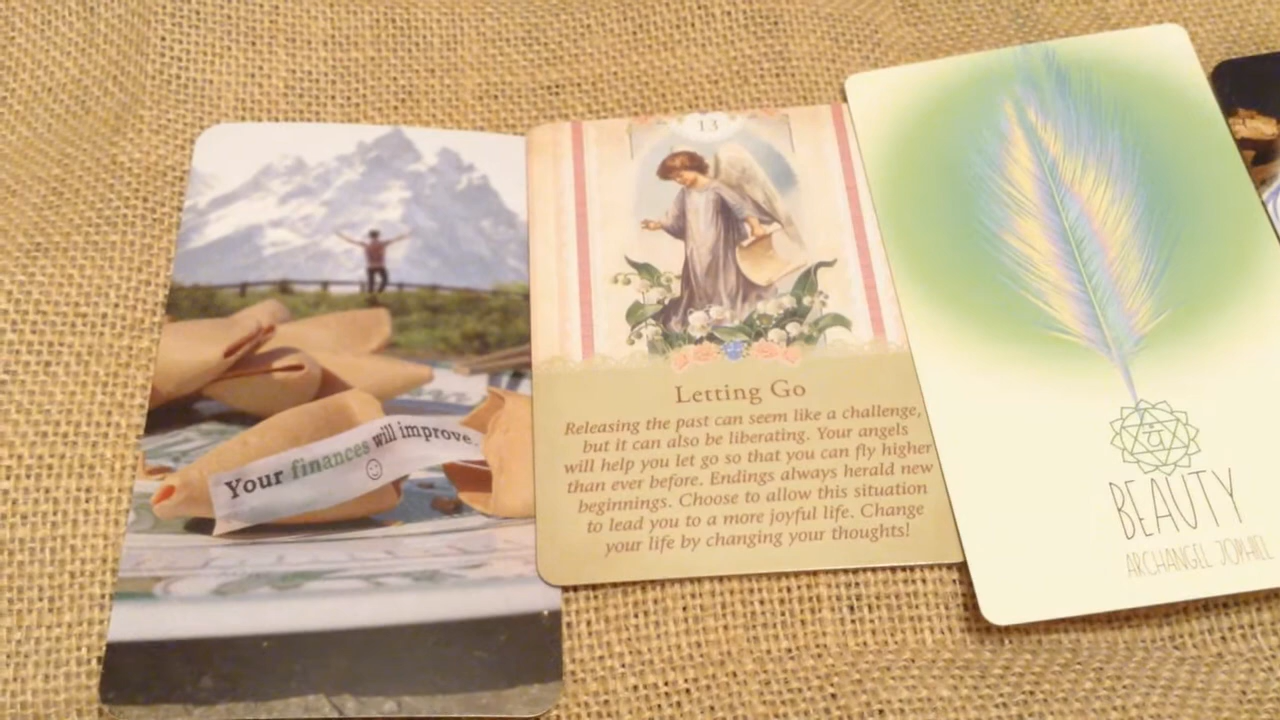 Your finances will improve.
13
Letting Go
Releasing the past can seem like a challenge,
but it can also be liberating. Your angels
will help you let go so that you can fly higher
than ever before. Endings always herald new
beginnings. Choose to allow this situation
to lead you to a more joyful life. Change
your life by changing your thoughts!
BEAUTY
ARCHANGEL JOPHIEL